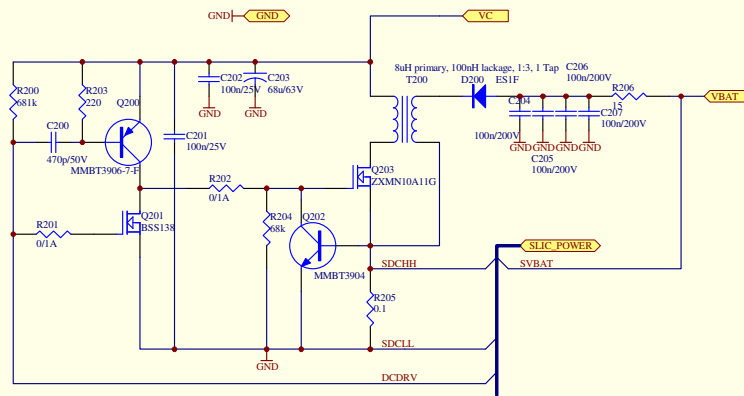 GND
GND
VC
8uH primary, 100nH lackage, 1:3, 1 Tap
T200
D200
ES1F
C206
100n/200V
R206
15
VBAT
R200
681k
R203
220
Q200
C202
100n/25V
C203
68u/63V
GND
GND
C204
100n/200V
C207
100n/200V
GND
GND
GND
GND
C205
100n/200V
C200
470p/50V
MMBT3906-7-F
C201
100n/25V
R202
0/1A
Q203
ZXMN10A11G
R201
0/1A
Q201
BSS138
R204
68k
Q202
MMBT3904
SLIC_POWER
SDCHH
SVBAT
R205
0.1
SDCLL
GND
DCDRV